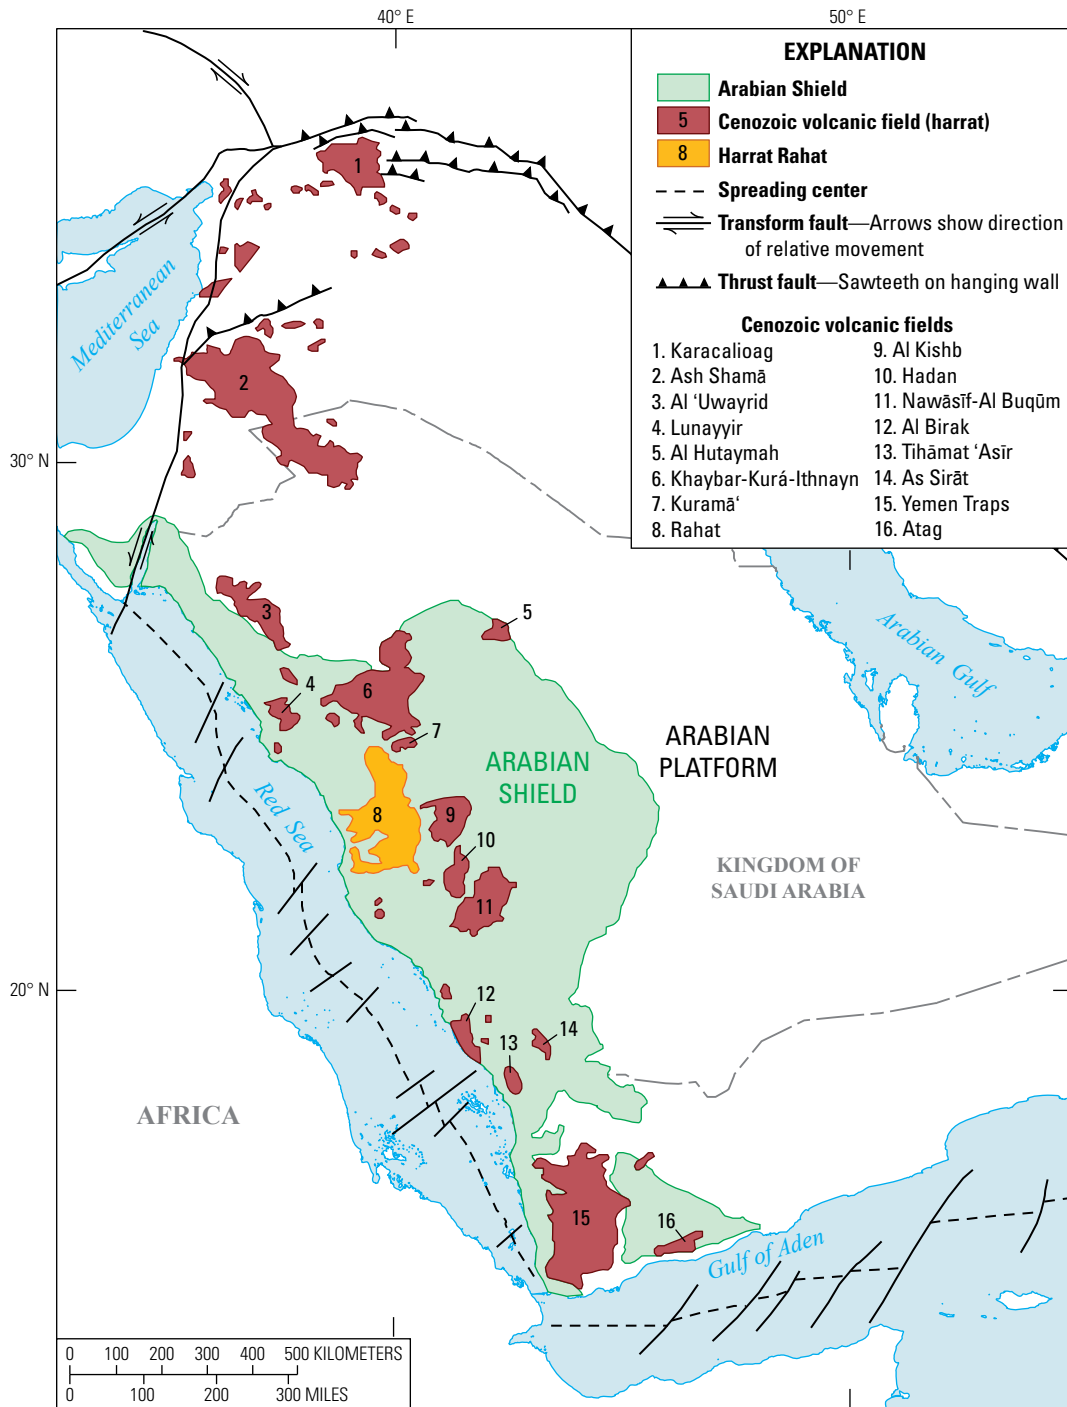 40° E
50° E
EXPLANATION
Arabian Shield
5 Cenozoic volcanic field (harrat)
8 Harrat Rahat
Spreading center
Transform fault—Arrows show direction
of relative movement
Thrust fault—Sawteeth on hanging wall
Cenozoic volcanic fields
1. Karacalioag
2. Ash Shamā
3. Al ‘Uwayrid
4. Lunayyir
5. Al Hutaymah
6. Khaybar-Kurá-Ithnayn
7. Kuramā‘
8. Rahat
9. Al Kishb
10. Hadan
11. Nawāsīf-Al Buqūm
12. Al Birak
13. Tihāmat ‘Asīr
14. As Sirāt
15. Yemen Traps
16. Atag
1
Mediterranean
Sea
2
30° N
3
5
Arabian Gulf
4
6
7
ARABIAN
PLATFORM
ARABIAN
SHIELD
Red Sea
8
9
10
KINGDOM OF
SAUDI ARABIA
11
20° N
12
13
14
AFRICA
15
16
Gulf of Aden
0 100 200 300 400 500 KILOMETERS
0 100 200 300 MILES